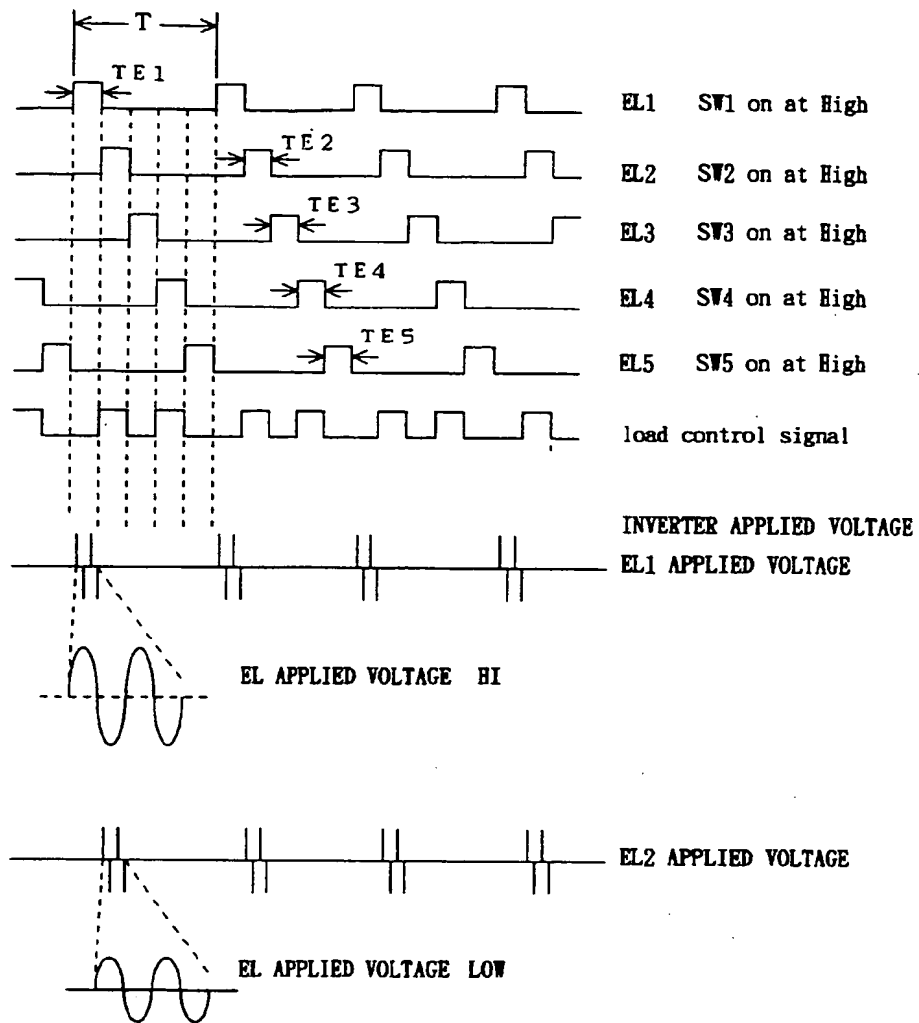 T
TE1
EL1 SW1 on at High
TE2
EL2 SW2 on at High
TE3
EL3 SW3 on at High
TE4
EL4 SW4 on at High
TE5
EL5 SW5 on at High
load control signal
INVERTER APPLIED VOLTAGE
EL1 APPLIED VOLTAGE
EL APPLIED VOLTAGE HI
EL2 APPLIED VOLTAGE
EL APPLIED VOLTAGE LOW